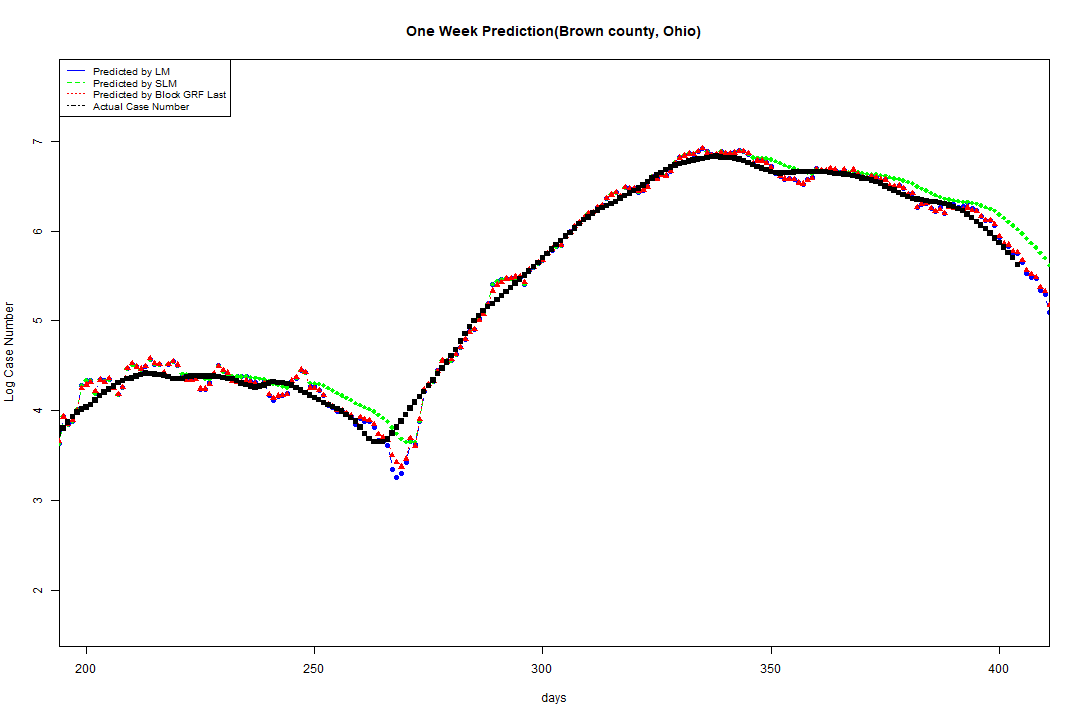 One Week Prediction(Brown county, Ohio)
Predicted by LM
Predicted by SLM
Predicted by Block GRF Last
Actual Case Number
Log Case Number
7
6
5
4
3
2
200 250 300 350 400
days